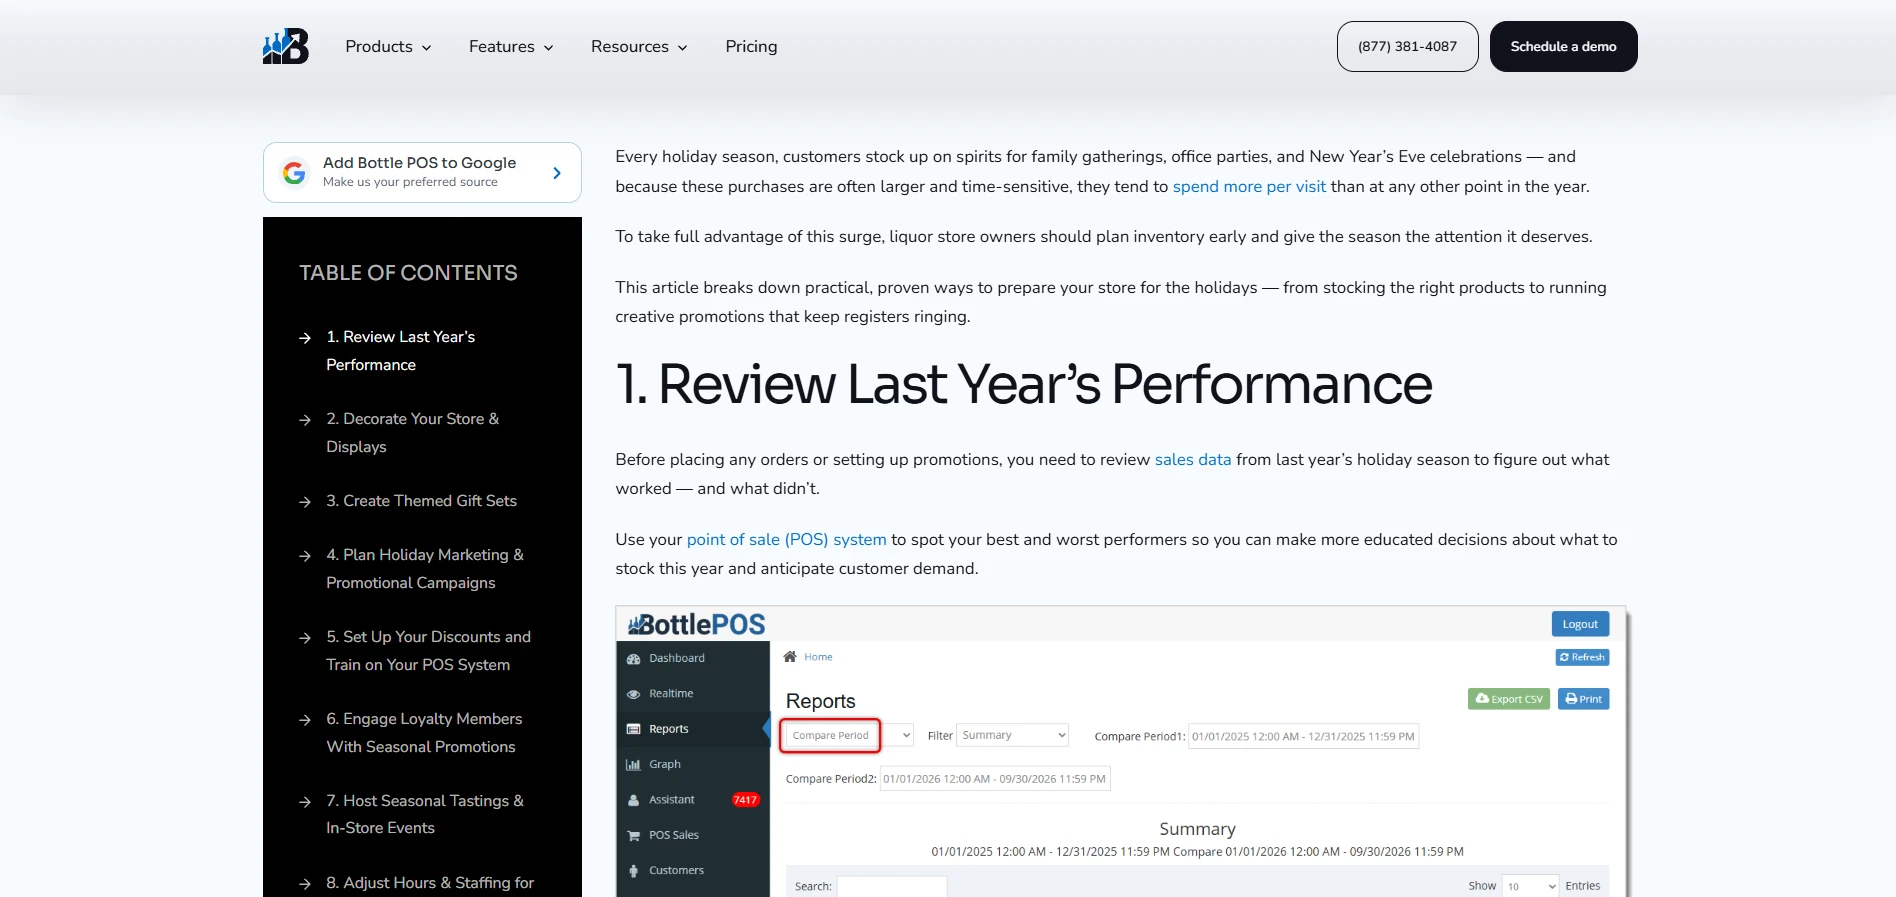 Products
Features
Resources
Pricing
(877) 381-4087
Schedule a demo
Add Bottle POS to Google
Make us your preferred source
TABLE OF CONTENTS
1. Review Last Year’s
Performance
2. Decorate Your Store &
Displays
3. Create Themed Gift Sets
4. Plan Holiday Marketing &
Promotional Campaigns
5. Set Up Your Discounts and
Train on Your POS System
6. Engage Loyalty Members
With Seasonal Promotions
7. Host Seasonal Tastings &
In-Store Events
8. Adjust Hours & Staffing for
Every holiday season, customers stock up on spirits for family gatherings, office parties, and New Year’s Eve celebrations — and
because these purchases are often larger and time-sensitive, they tend to spend more per visit than at any other point in the year.
To take full advantage of this surge, liquor store owners should plan inventory early and give the season the attention it deserves.
This article breaks down practical, proven ways to prepare your store for the holidays — from stocking the right products to running
creative promotions that keep registers ringing.
1. Review Last Year’s Performance
Before placing any orders or setting up promotions, you need to review sales data from last year’s holiday season to figure out what
worked — and what didn’t.
Use your point of sale (POS) system to spot your best and worst performers so you can make more educated decisions about what to
stock this year and anticipate customer demand.
BottlePOS
Logout
Dashboard
Realtime
Reports
Graph
Assistant 7417
POS Sales
Customers
Home
Refresh
Reports
Export CSV
Print
Compare Period
Filter Summary
Compare Period1: 01/01/2025 12:00 AM - 12/31/2025 11:59 PM
Compare Period2: 01/01/2026 12:00 AM - 09/30/2026 11:59 PM
Summary
01/01/2025 12:00 AM - 12/31/2025 11:59 PM Compare 01/01/2026 12:00 AM - 09/30/2026 11:59 PM
Search:
Show 10 Entries